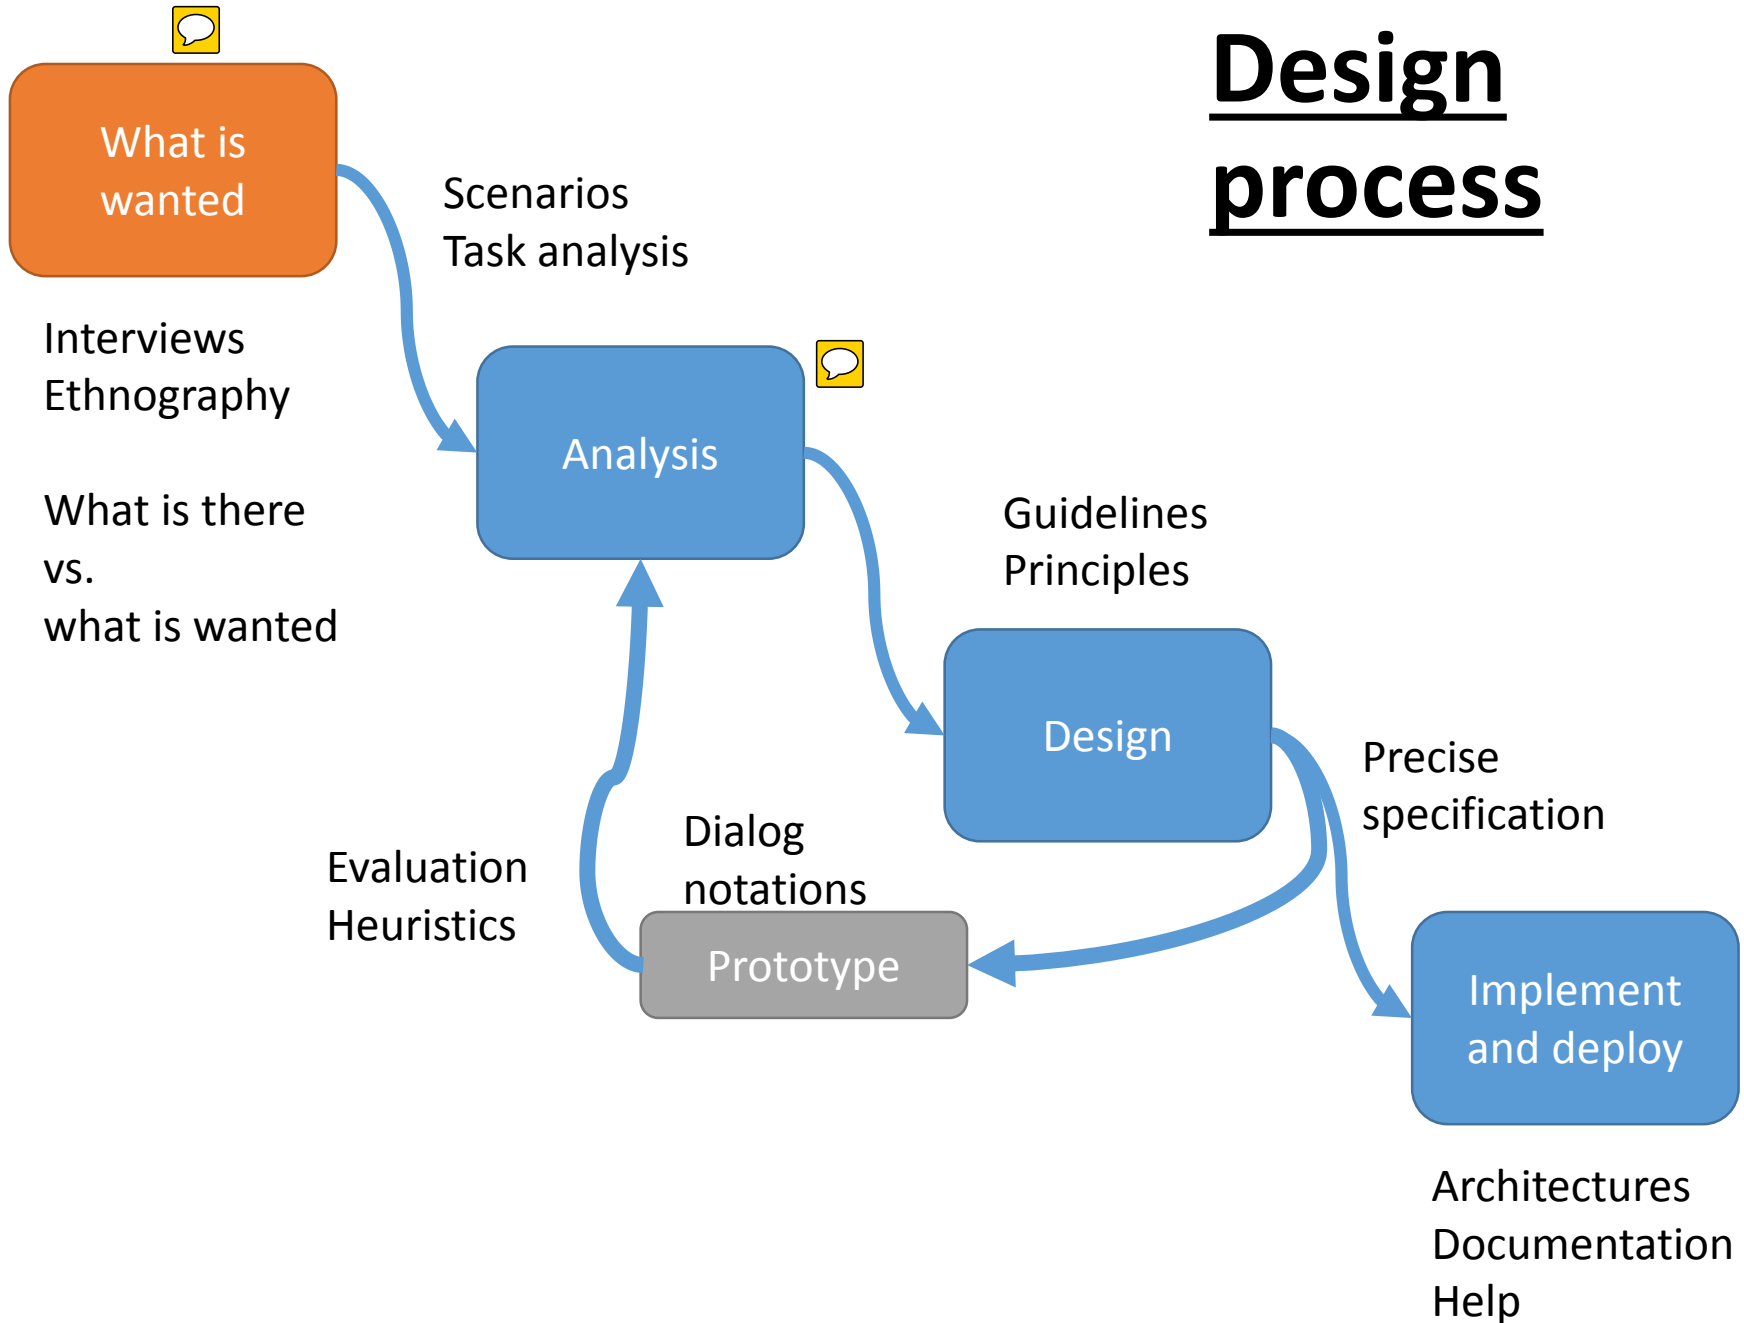 Design
process
What is
wanted
Scenarios
Task analysis
Interviews
Ethnography
What is there
vs.
what is wanted
Analysis
Guidelines
Principles
Design
Precise
specification
Dialog
notations
Evaluation
Heuristics
Prototype
Implement
and deploy
Architectures
Documentation
Help